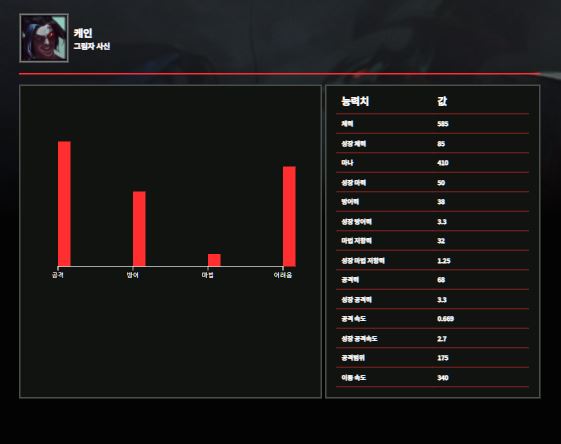 케인
그림자 사신
공격
방어
마법
어려움
능력치 값
체력 585
성장 체력 85
마나 410
성장 마력 50
방어력 38
성장 방어력 3.3
마법 저항력 32
성장 마법 저항력 1.25
공격력 68
성장 공격력 3.3
공격 속도 0.669
성장 공격속도 2.7
공격범위 175
이동 속도 340